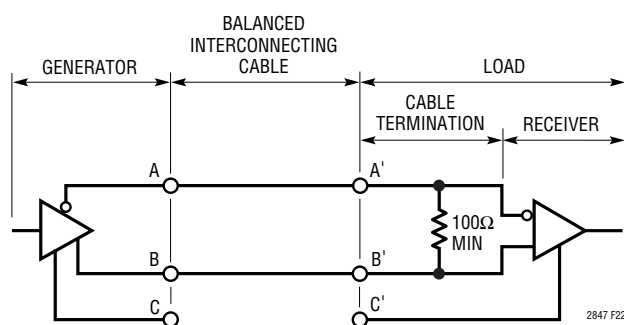 BALANCED
INTERCONNECTING
CABLE
GENERATOR
LOAD
CABLE
TERMINATION
RECEIVER
A
A'
100Ω
MIN
B
B'
C
C'
2847 F22